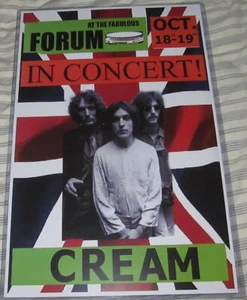 AT THE FABULOUS
FORUM
OCT.
18-19
IN CONCERT!
CREAM